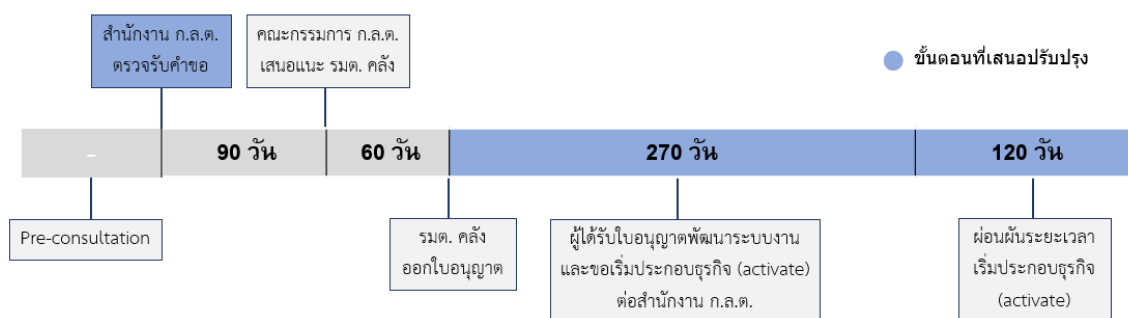 สำนักงาน ก.ล.ต.
ตรวจรับคำขอ
คณะกรรมการ ก.ล.ต.
เสนอแนะ รมต. คลัง
ขั้นตอนที่เสนอปรับปรุง
-
90 วัน
60 วัน
270 วัน
120 วัน
Pre-consultation
รมต. คลัง
ออกใบอนุญาต
ผู้ได้รับใบอนุญาตพัฒนาระบบงาน
และขอเริ่มประกอบธุรกิจ (activate)
ต่อสำนักงาน ก.ล.ต.
ผ่อนผันระยะเวลา
เริ่มประกอบธุรกิจ
(activate)